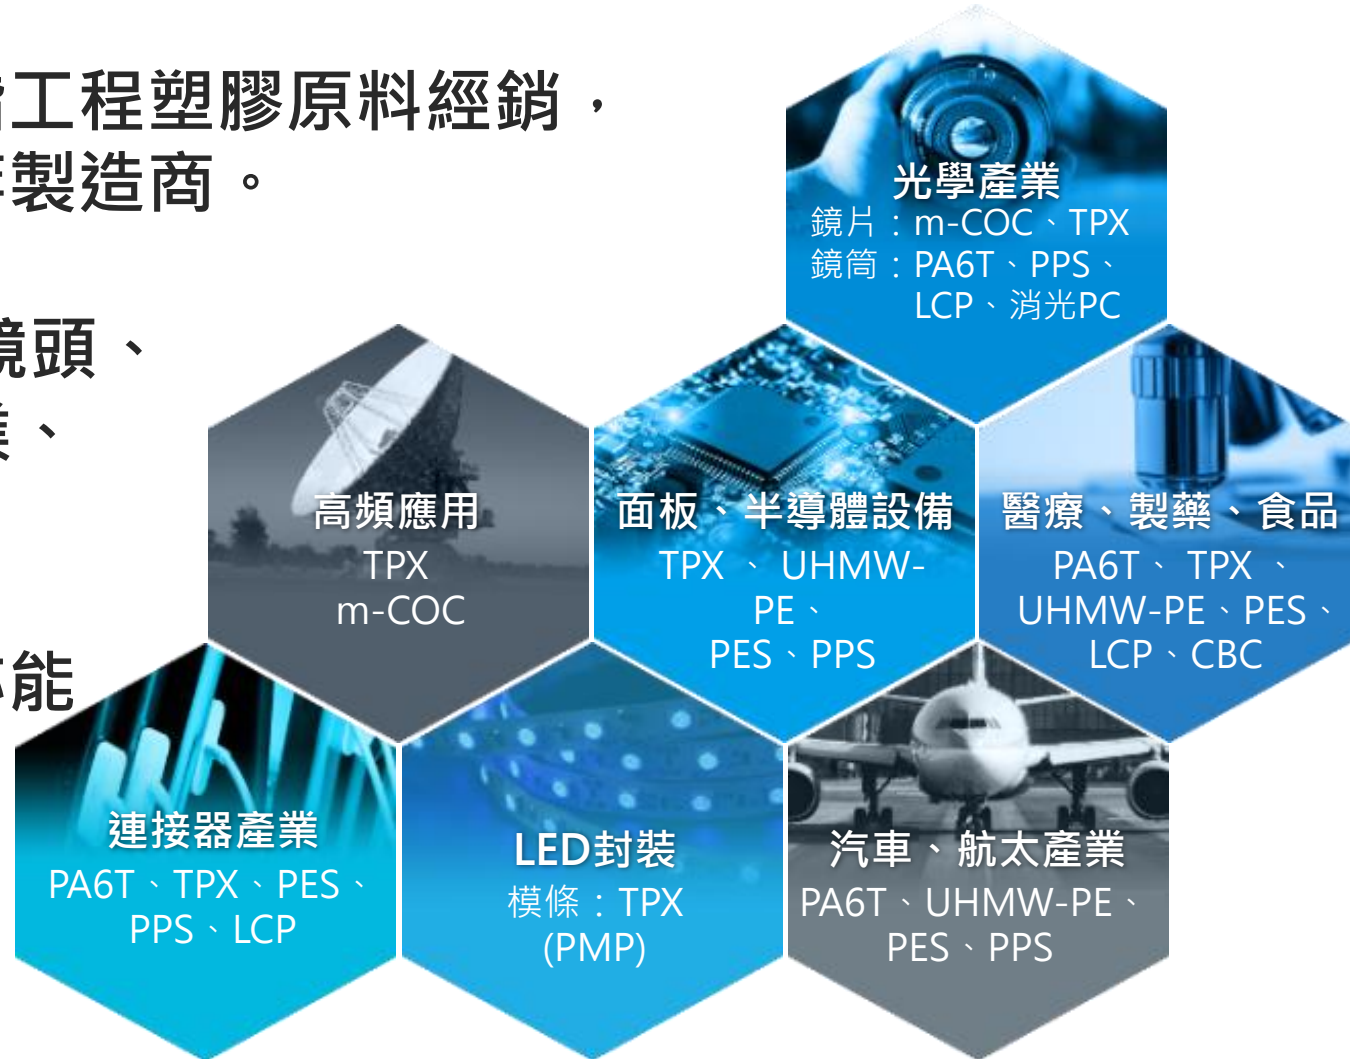 工程塑膠原料經銷，
製造商。
鏡頭、
業、
能
光學產業
鏡片：m-COC、TPX
鏡筒：PA6T、PPS、
LCP、消光PC
高頻應用
TPX
m-COC
面板、半導體設備
TPX 、 UHMW-
PE、
PES、PPS
醫療、製藥、食品
PA6T、 TPX 、
UHMW-PE、PES、
LCP、CBC
連接器產業
PA6T、TPX、PES、
PPS、LCP
LED封裝
模條：TPX
(PMP)
汽車、航太產業
PA6T、UHMW-PE、
PES、PPS